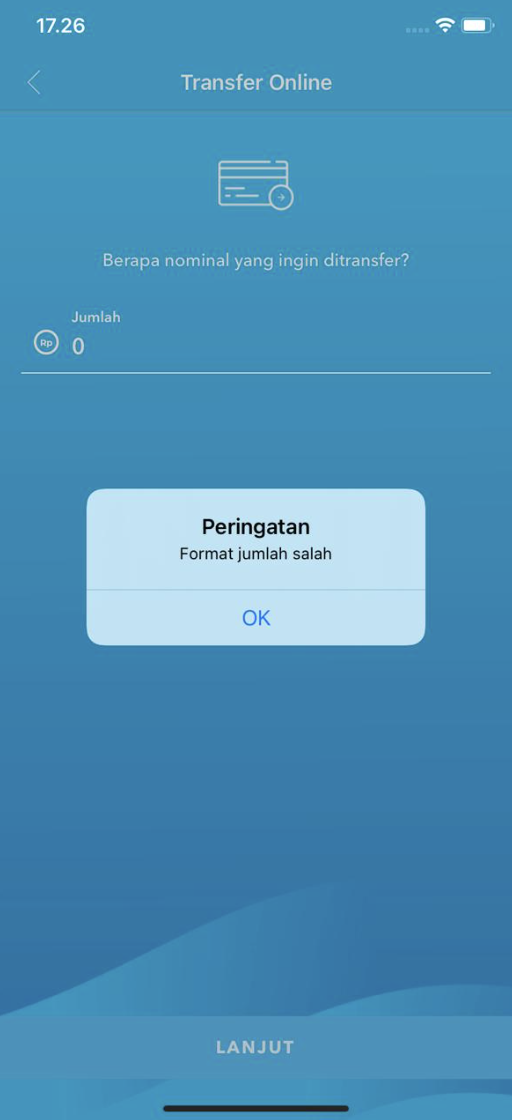 17.26
Transfer Online
Berapa nominal yang ingin ditransfer?
Jumlah
Rp
0
Peringatan
Format jumlah salah
OK
LANJUT